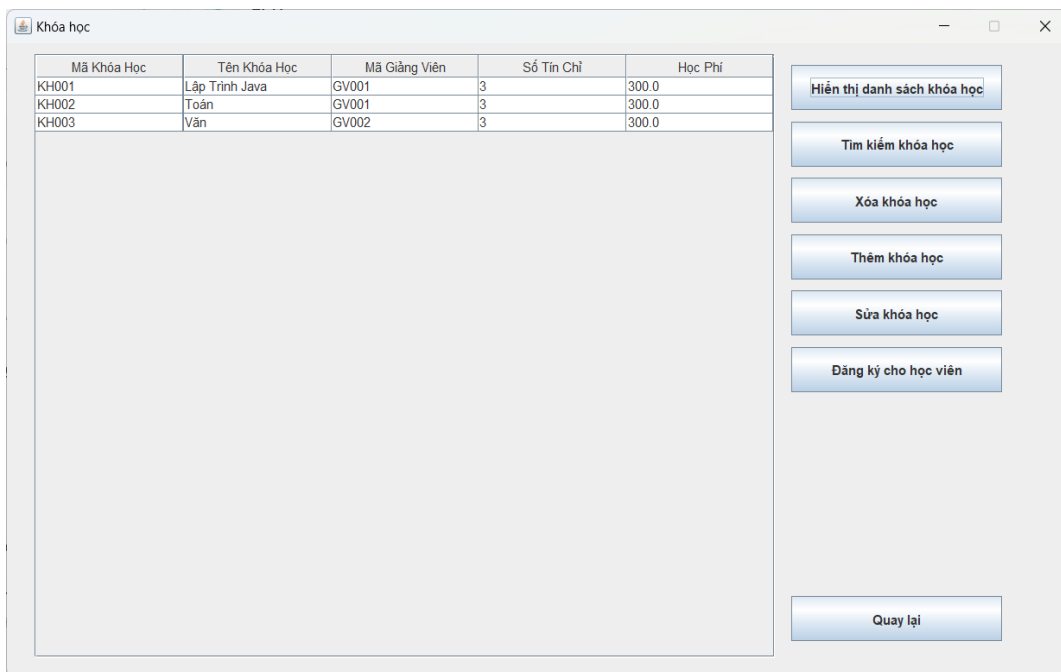 Khóa học
Mã Khóa Học Tên Khóa Học Mã Giảng Viên Số Tín Chỉ Học Phí
KH001 Lập Trình Java GV001 3 300.0
KH002 Toán GV001 3 300.0
KH003 Văn GV002 3 300.0
Hiển thị danh sách khóa học
Tìm kiếm khóa học
Xóa khóa học
Thêm khóa học
Sửa khóa học
Đăng ký cho học viên
Quay lại